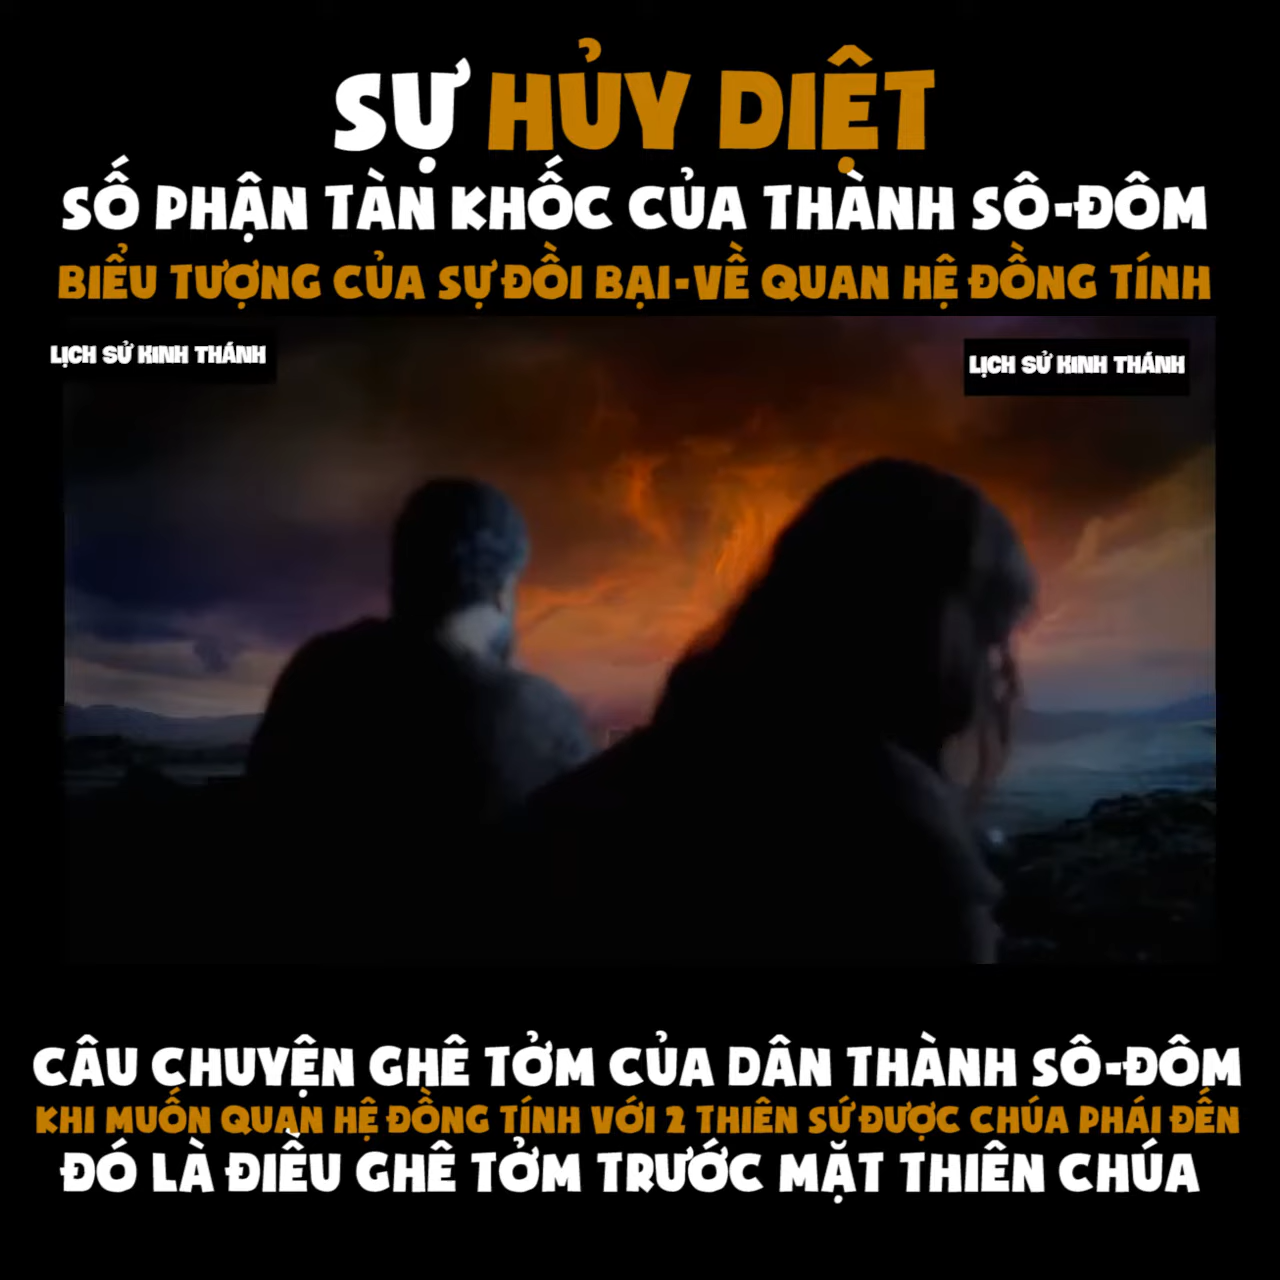 SỰ HỦY DIỆT
SỐ PHẬN TÀN KHỐC CỦA THÀNH SÔ-ĐÔM
BIỂU TƯỢNG CỦA SỰ ĐỒI BẠI-VỀ QUAN HỆ ĐỒNG TÍNH
LỊCH SỬ KINH THÁNH
LỊCH SỬ KINH THÁNH
CÂU CHUYỆN GHÊ TỞM CỦA DÂN THÀNH SÔ-ĐÔM
KHI MUỐN QUAN HỆ ĐỒNG TÍNH VỚI 2 THIÊN SỨ ĐƯỢC CHÚA PHÁI ĐẾN
ĐÓ LÀ ĐIỀU GHÊ TỞM TRƯỚC MẶT THIÊN CHÚA